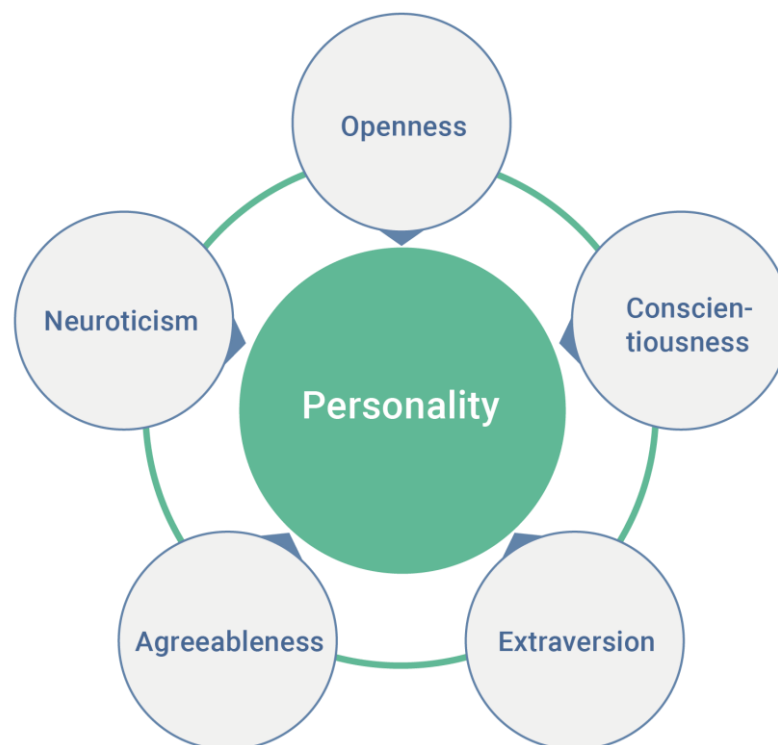 Openness
Conscien-
tiousness
Extraversion
Agreeableness
Neuroticism
Personality